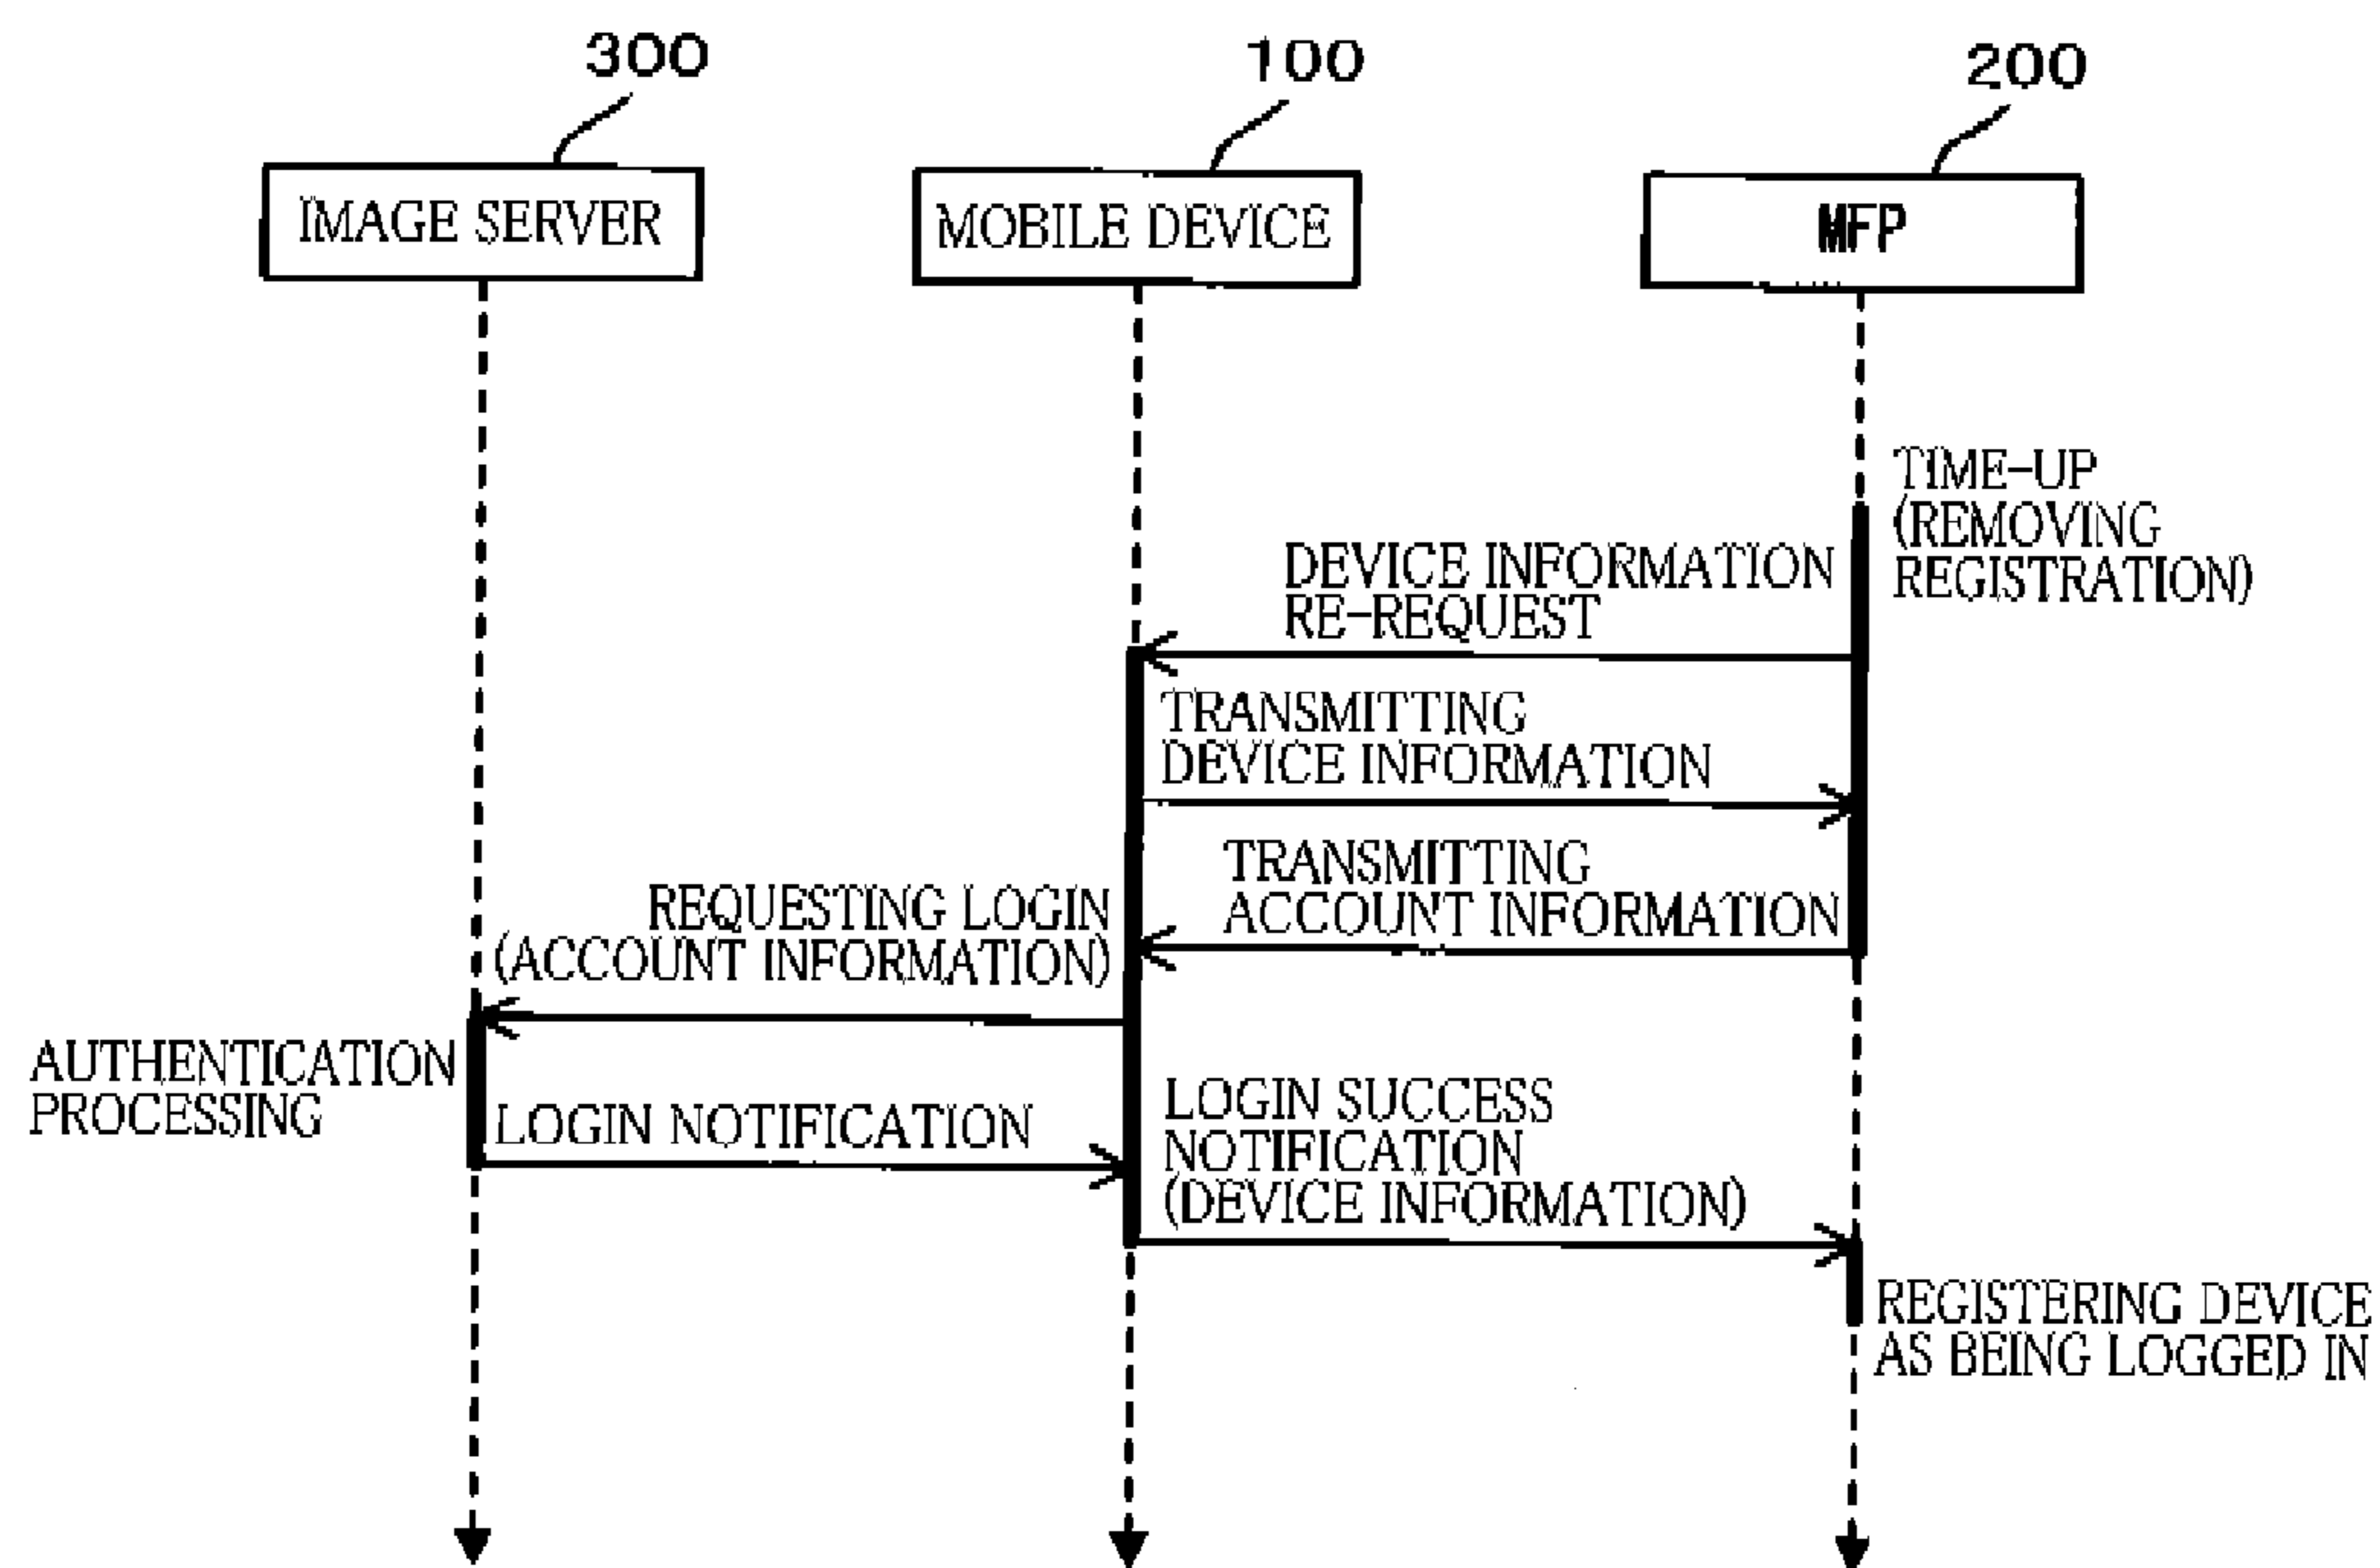 300
100
200
IMAGE SERVER
MOBILE DEVICE
MFP
TIME-UP
(REMOVING
REGISTRATION)
DEVICE INFORMATION
RE-REQUEST
TRANSMITTING
DEVICE INFORMATION
TRANSMITTING
ACCOUNT INFORMATION
REQUESTING LOGIN
(ACCOUNT INFORMATION)
AUTHENTICATION
PROCESSING
LOGIN NOTIFICATION
LOGIN SUCCESS
NOTIFICATION
(DEVICE INFORMATION)
REGISTERING DEVICE
AS BEING LOGGED IN